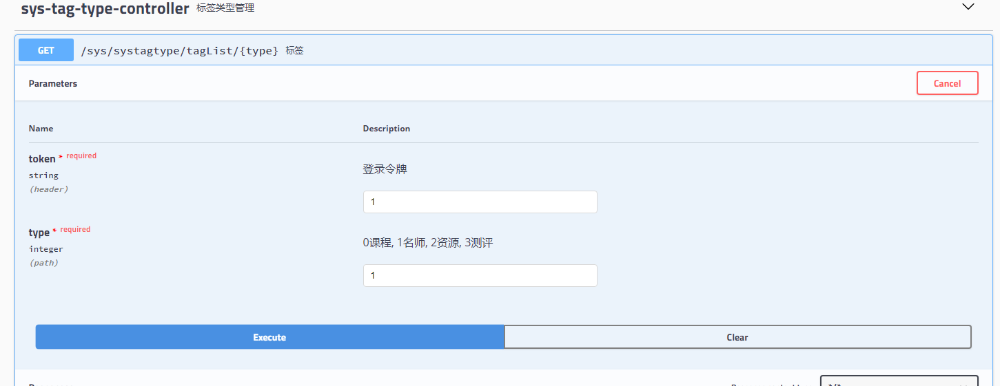 sys-tag-type-controller 标签类型管理
GET /sys/systagtype/tagList/{type} 标签
Parameters Cancel
Name Description
token * required
string
(header)
登录令牌
1
type * required
integer
(path)
0课程, 1名师, 2资源, 3测评
1
Execute Clear